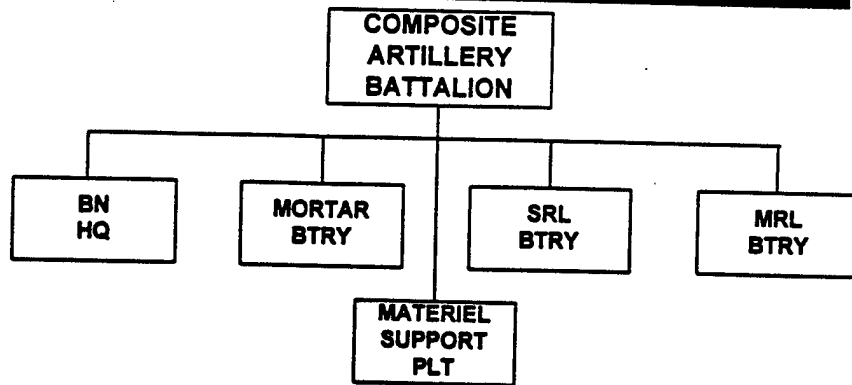 COMPOSITE
ARTILLERY
BATTALION
BN
HQ
MORTAR
BTRY
SRL
BTRY
MRL
BTRY
MATERIEL
SUPPORT
PLT